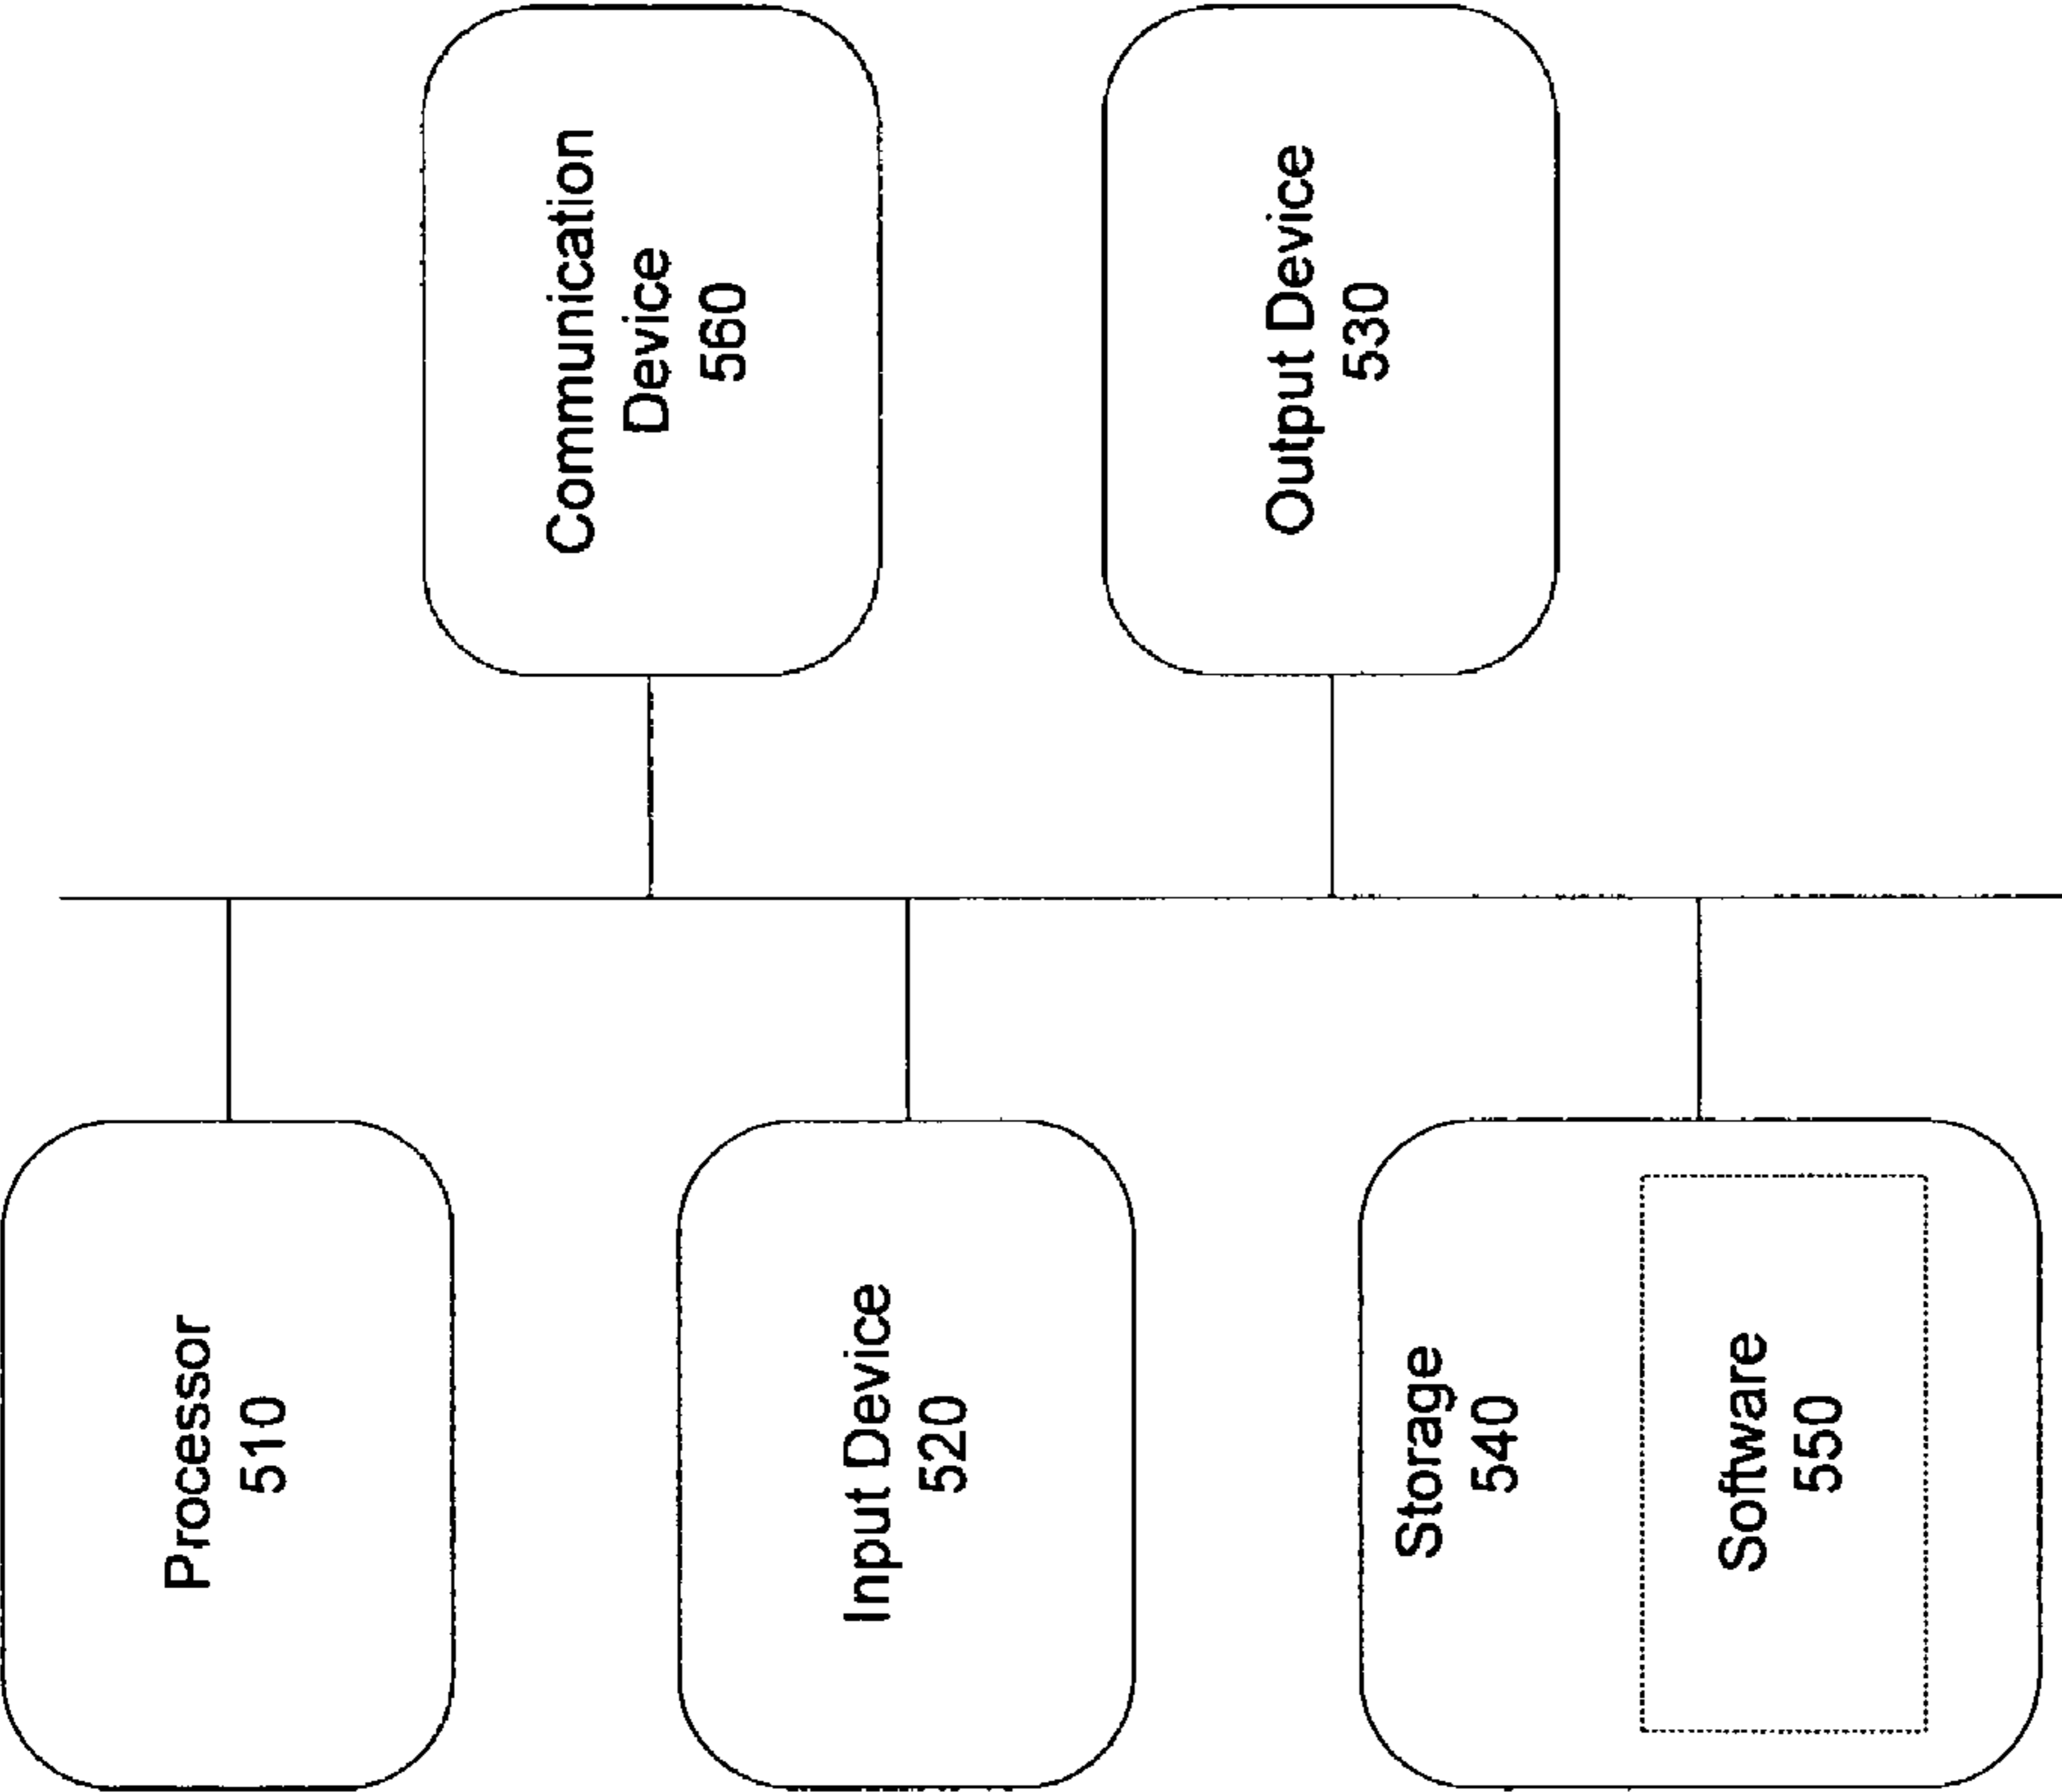 Processor
510
Communication
Device
560
Input Device
520
Output Device
530
Storage
540
Software
550